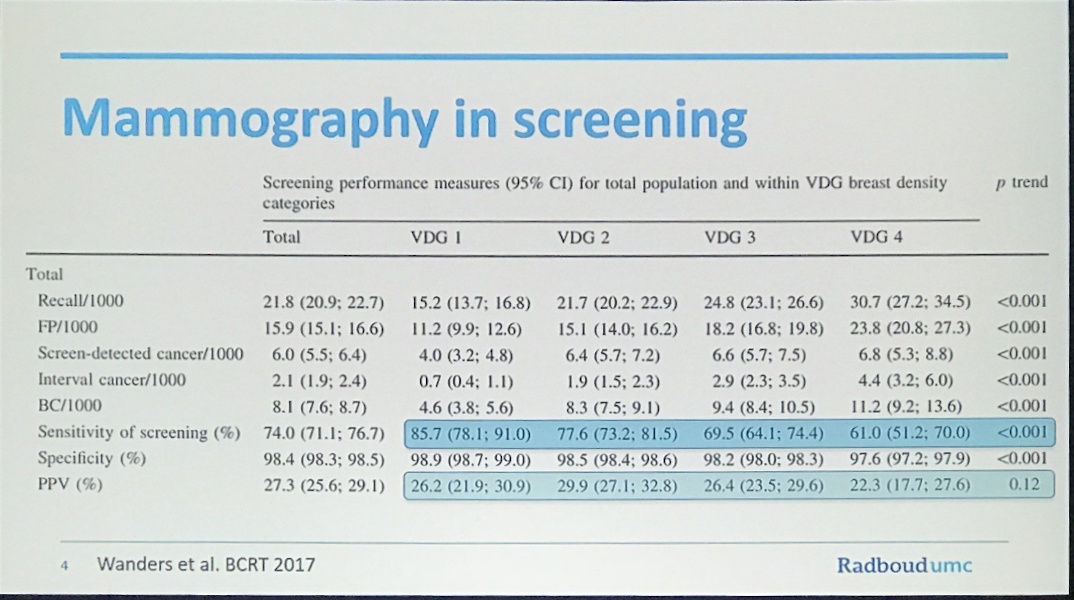 Mammography in screening
Screening performance measures (95% CI) for total population and within VDG breast density p trend
categories
Total VDG 1 VDG 2 VDG 3 VDG 4
Total
Recall/1000 21.8 (20.9; 22.7) 15.2 (13.7; 16.8) 21.7 (20.2; 22.9) 24.8 (23.1; 26.6) 30.7 (27.2; 34.5) <0.001
FP/1000 15.9 (15.1; 16.6) 11.2 (9.9; 12.6) 15.1 (14.0; 16.2) 18.2 (16.8; 19.8) 23.8 (20.8; 27.3) <0.001
Screen-detected cancer/1000 6.0 (5.5; 6.4) 4.0 (3.2; 4.8) 6.4 (5.7; 7.2) 6.6 (5.7; 7.5) 6.8 (5.3; 8.8) <0.001
Interval cancer/1000 2.1 (1.9; 2.4) 0.7 (0.4; 1.1) 1.9 (1.5; 2.3) 2.9 (2.3; 3.5) 4.4 (3.2; 6.0) <0.001
BC/1000 8.1 (7.6; 8.7) 4.6 (3.8; 5.6) 8.3 (7.5; 9.1) 9.4 (8.4; 10.5) 11.2 (9.2; 13.6) <0.001
Sensitivity of screening (%) 74.0 (71.1; 76.7) 85.7 (78.1; 91.0) 77.6 (73.2; 81.5) 69.5 (64.1; 74.4) 61.0 (51.2; 70.0) <0.001
Specificity (%) 98.4 (98.3; 98.5) 98.9 (98.7; 99.0) 98.5 (98.4; 98.6) 98.2 (98.0; 98.3) 97.6 (97.2; 97.9) <0.001
PPV (%) 27.3 (25.6; 29.1) 26.2 (21.9; 30.9) 29.9 (27.1; 32.8) 26.4 (23.5; 29.6) 22.3 (17.7; 27.6) 0.12
4 Wanders et al. BCRT 2017 Radboudumc